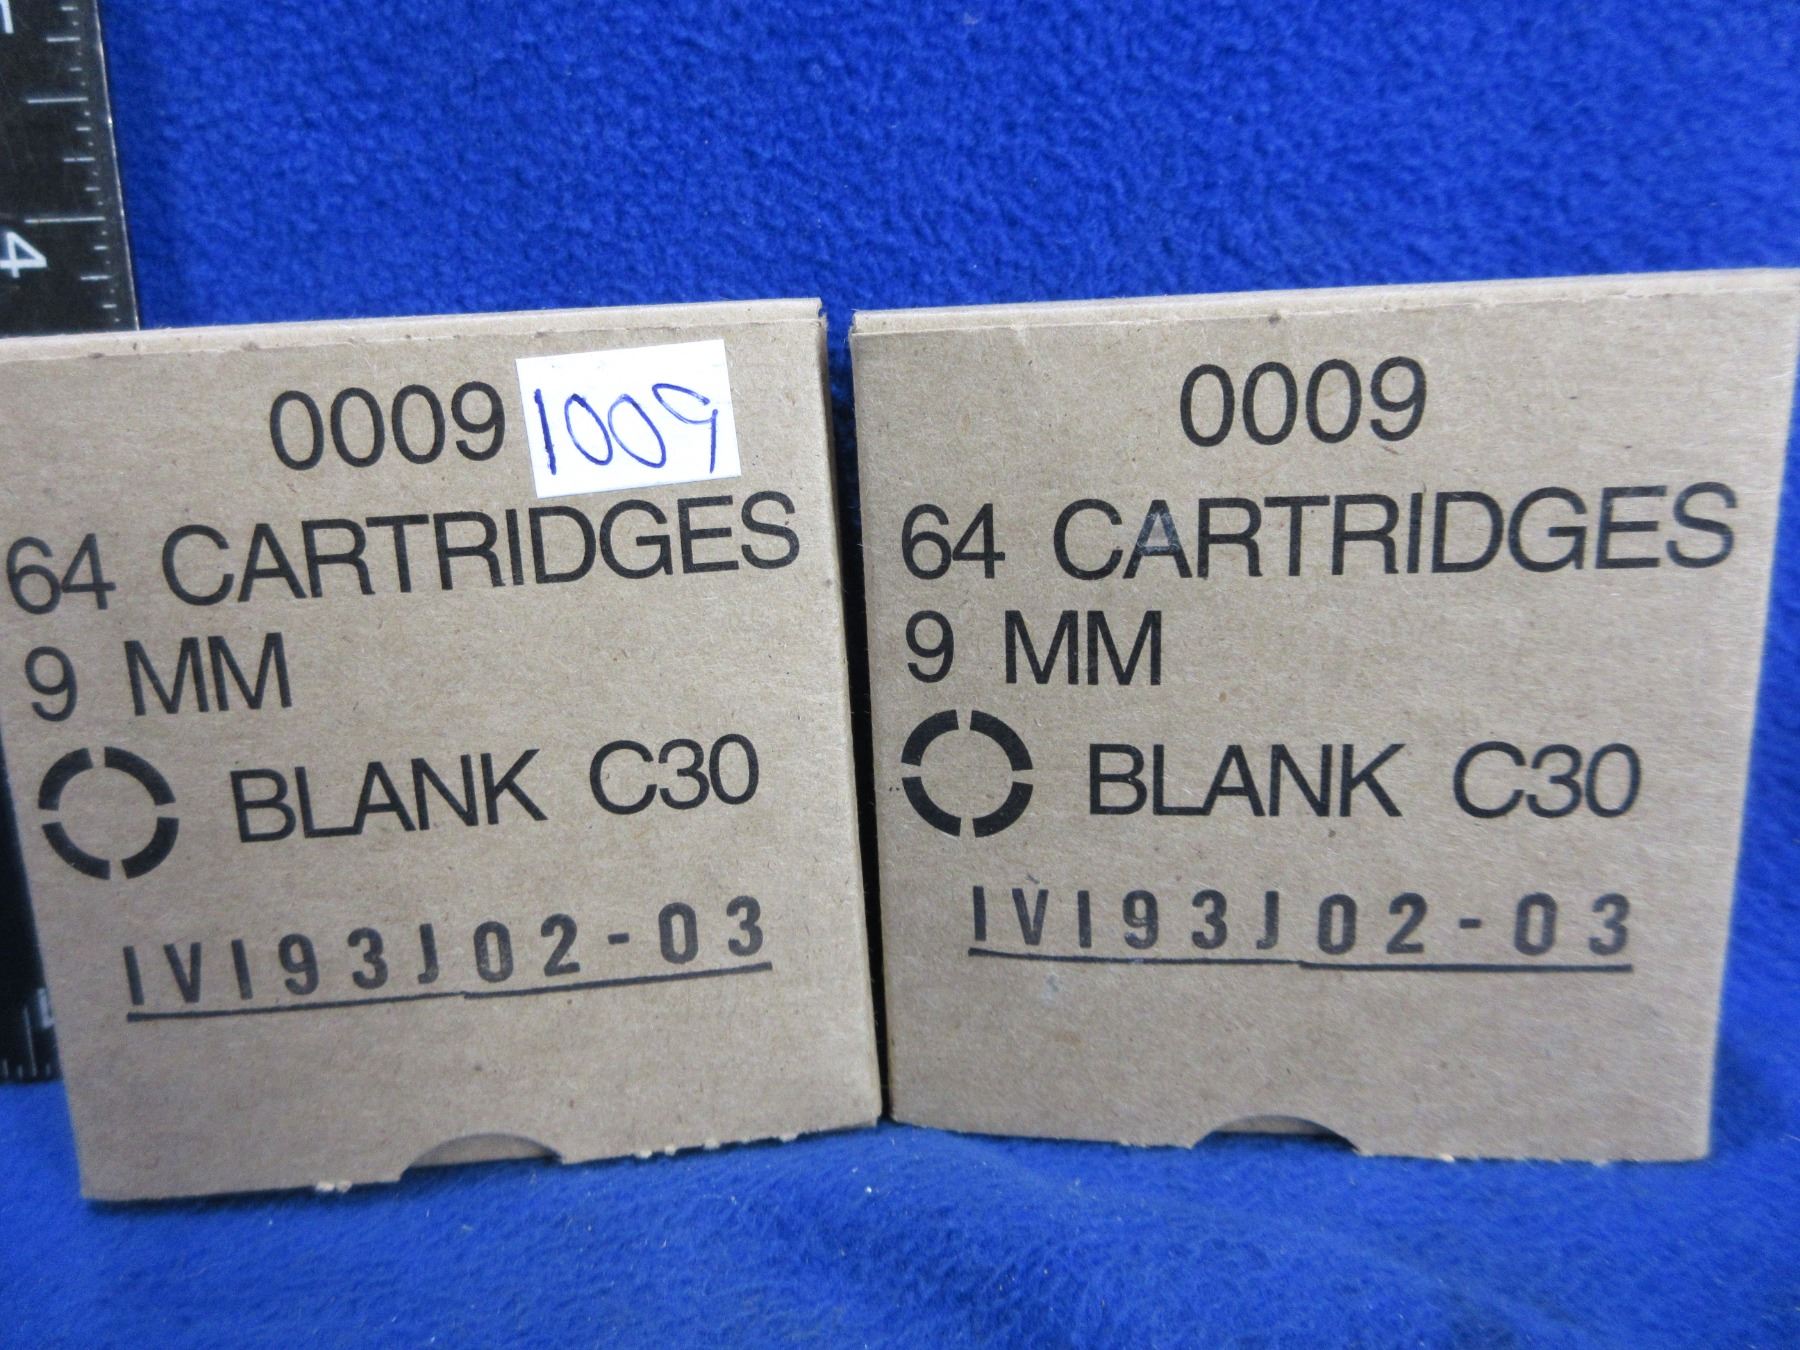 4
0009
1009
64 CARTRIDGES
9 MM
BLANK C30
IVI93J02-03
0009
64 CARTRIDGES
9 MM
BLANK C30
IVI93J02-03